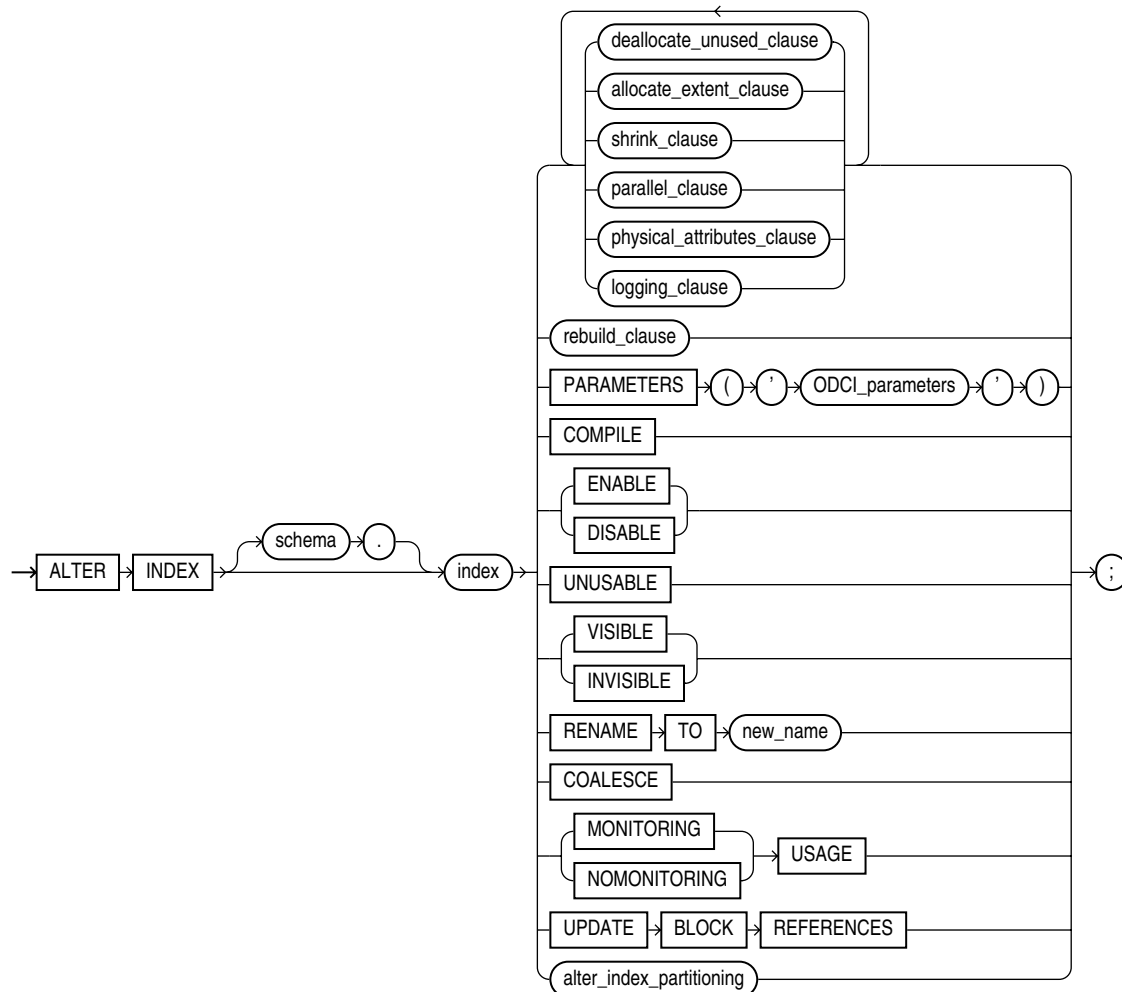 deallocate_unused_clause
allocate_extent_clause
shrink_clause
parallel_clause
physical_attributes_clause
logging_clause
rebuild_clause
PARAMETERS ( ' ODCI_parameters ' )
COMPILE
ENABLE
DISABLE
ALTER INDEX schema . index ;
UNUSABLE
VISIBLE
INVISIBLE
RENAME TO new_name
COALESCE
MONITORING
NOMONITORING
USAGE
UPDATE BLOCK REFERENCES
alter_index_partitioning